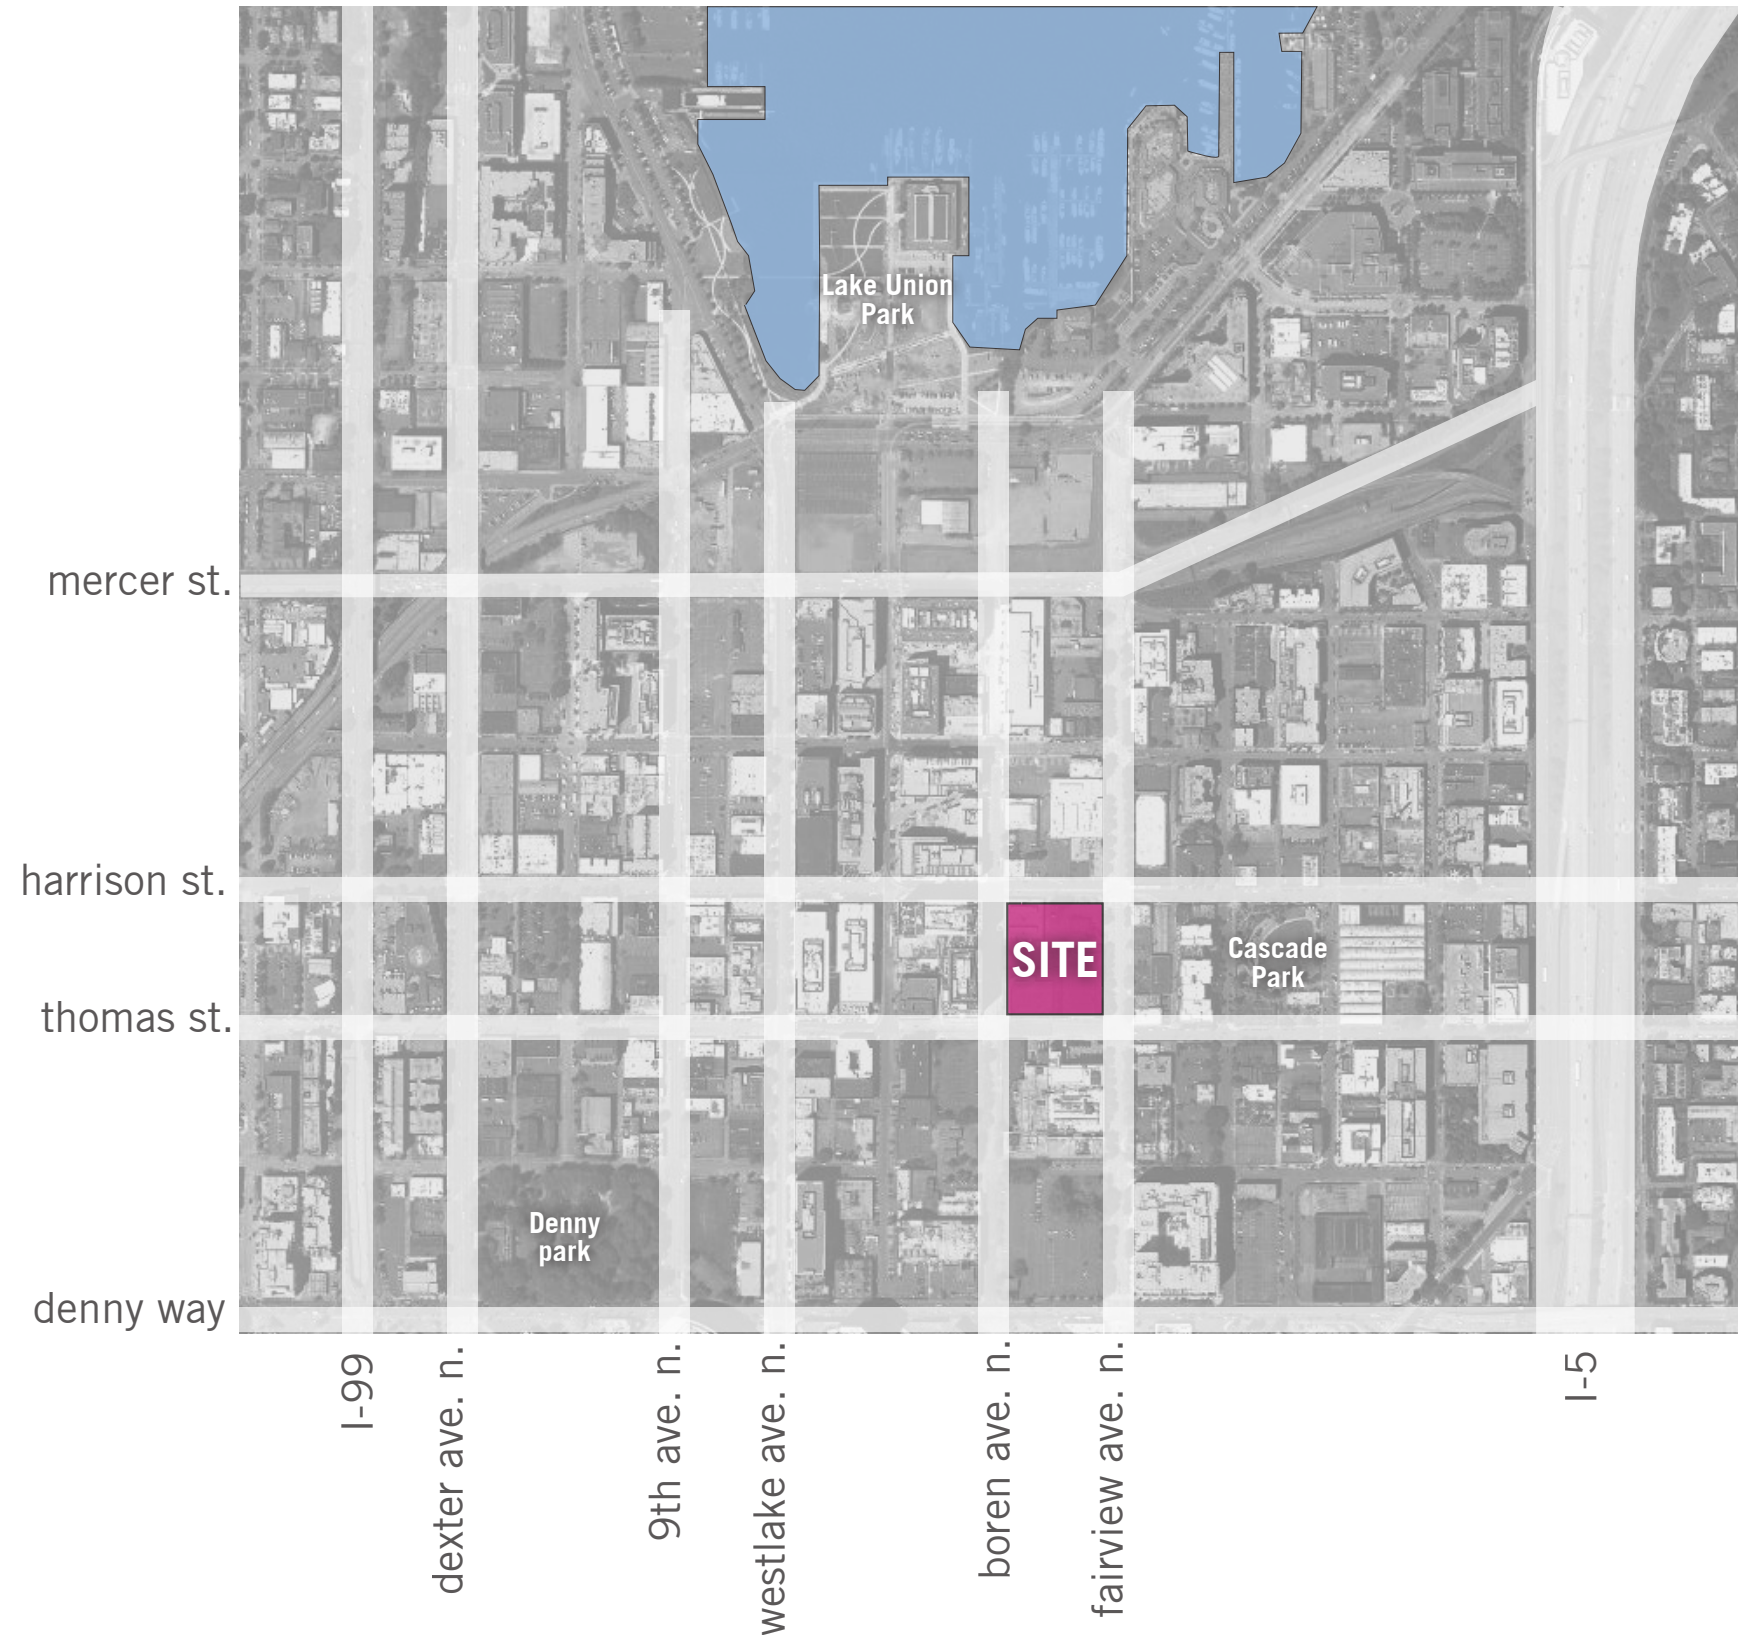 Lake Union
Park
mercer st.
harrison st.
SITE
Cascade
Park
thomas st.
Denny
park
denny way
I-99
dexter ave. n.
9th ave. n.
westlake ave. n.
boren ave. n.
fairview ave. n.
I-5